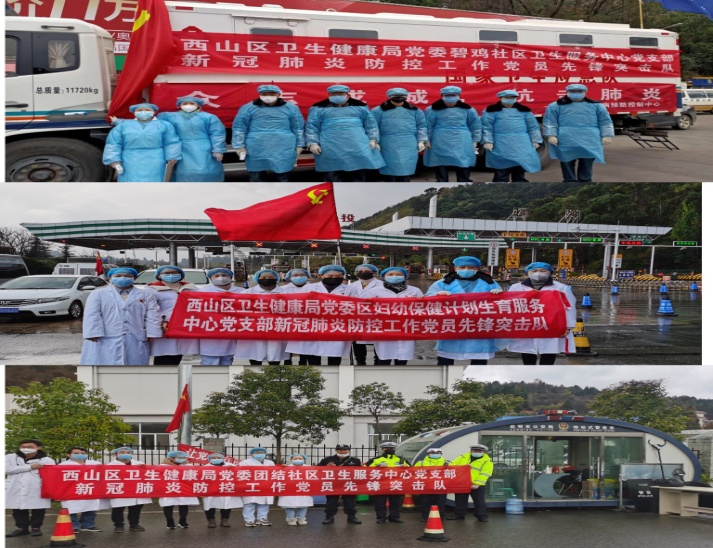 西山区卫生健康局党委碧鸡社区卫生服务中心党支部
新冠肺炎防控工作党员先锋突击队
总质量：11720kg
西山区卫生健康局党委区妇幼保健计划生育服务
中心党支部新冠肺炎防控工作党员先锋突击队
西山区卫生健康局党委团结社区卫生服务中心党支部
新冠肺炎防控工作党员先锋突击队